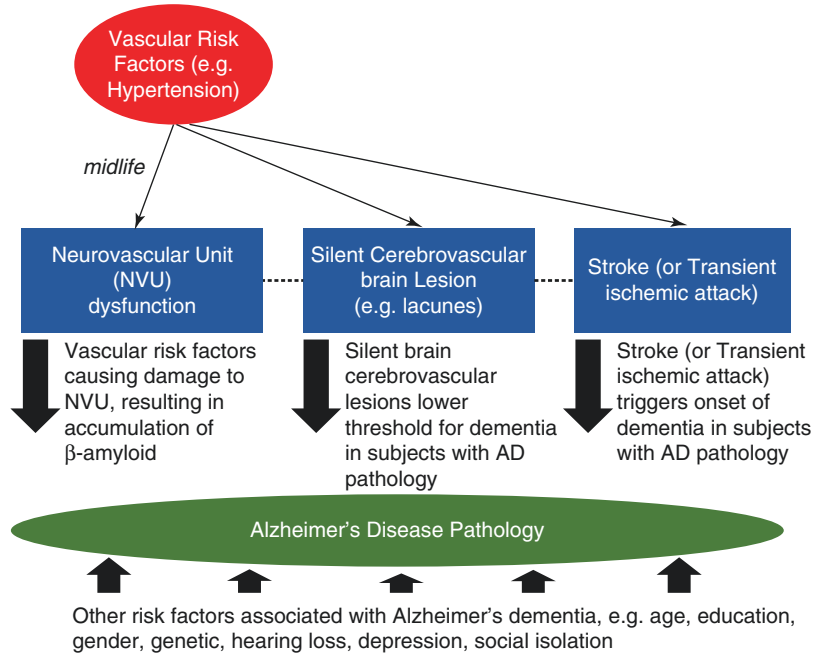 Vascular Risk
Factors (e.g.
Hypertension)
midlife
Neurovascular Unit
(NVU)
dysfunction
Silent Cerebrovascular
brain Lesion
(e.g. lacunes)
Stroke (or Transient
ischemic attack)
Vascular risk factors
causing damage to
NVU, resulting in
accumulation of
β-amyloid
Silent brain
cerebrovascular
lesions lower
threshold for dementia
in subjects with AD
pathology
Stroke (or Transient
ischemic attack)
triggers onset of
dementia in subjects
with AD pathology
Alzheimer's Disease Pathology
Other risk factors associated with Alzheimer's dementia, e.g. age, education,
gender, genetic, hearing loss, depression, social isolation